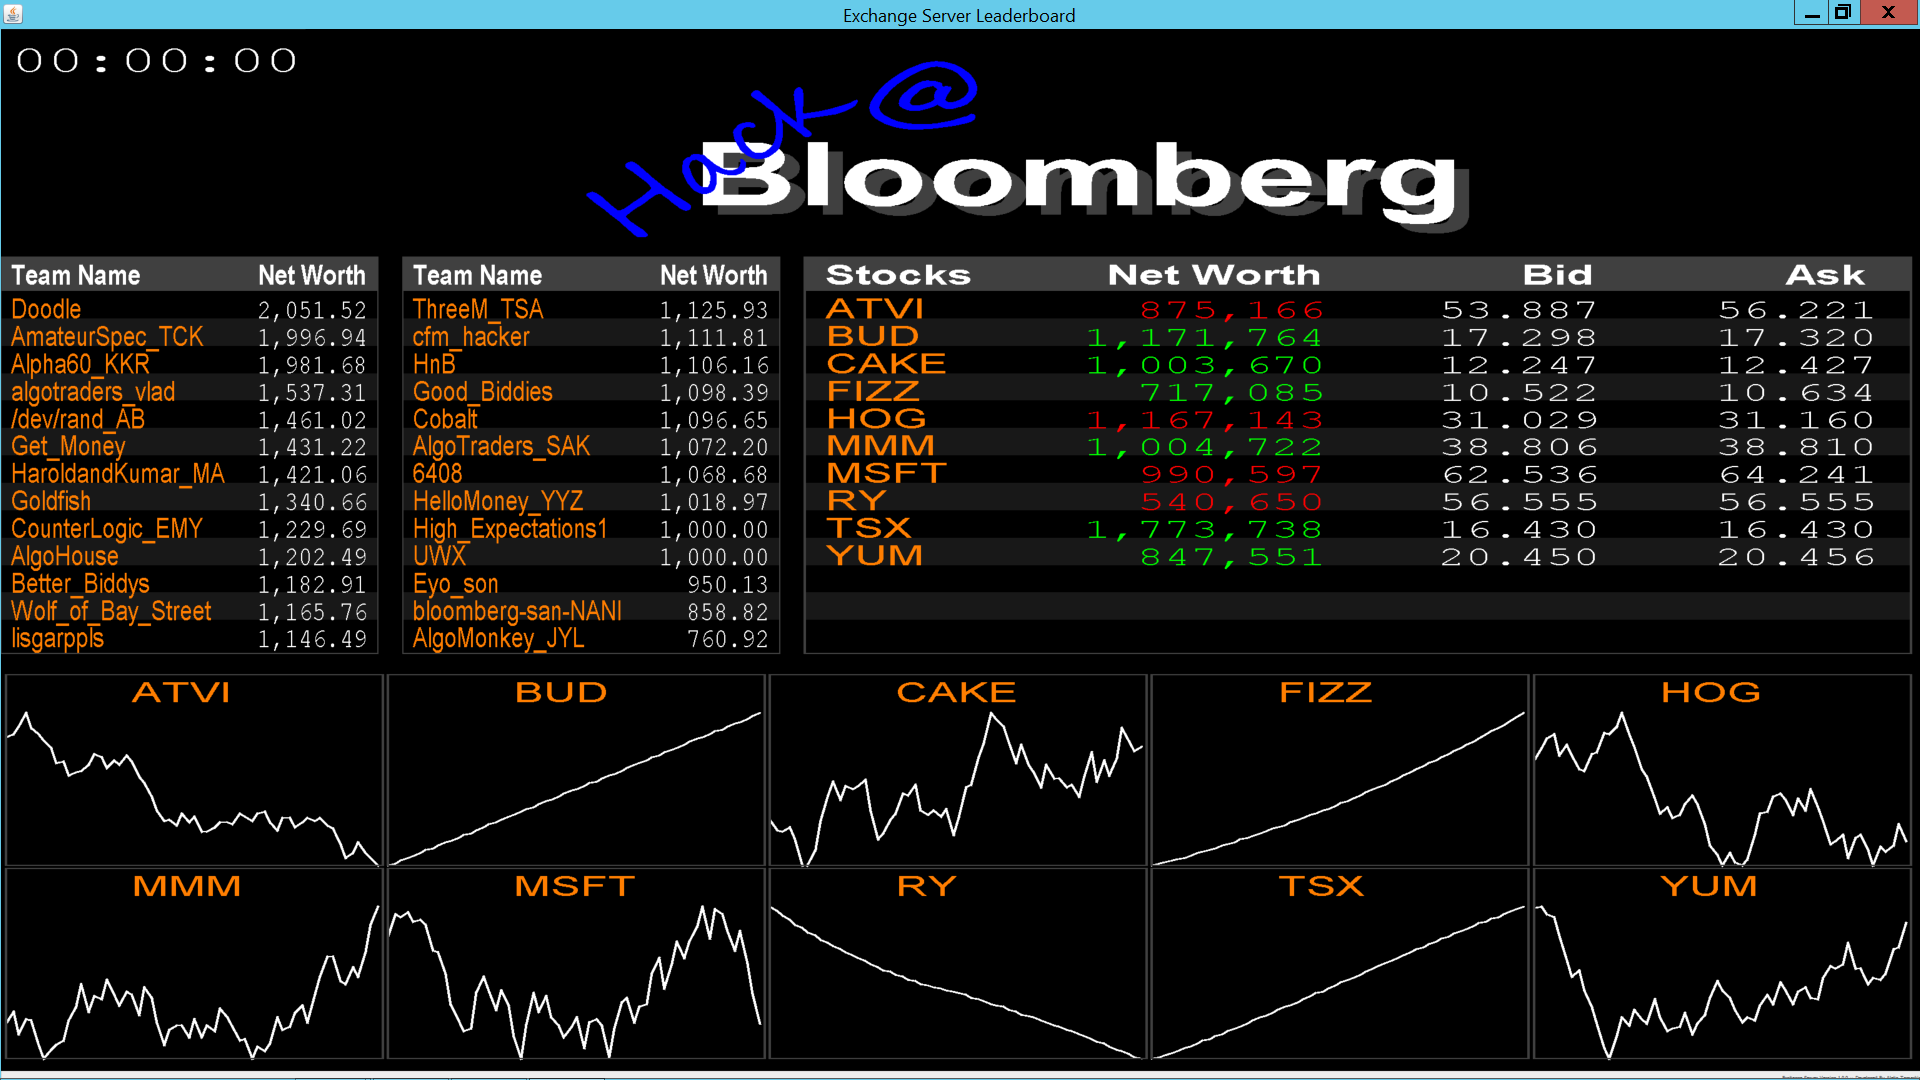 Exchange Server Leaderboard
00:00:00
Hack@
Bloomberg
Team Name Net Worth
Doodle 2,051.52
AmateurSpec_TCK 1,996.94
Alpha60_KKR 1,981.68
algotraders_vlad 1,537.31
/dev/rand_AB 1,461.02
Get_Money 1,431.22
HaroldandKumar_MA 1,421.06
Goldfish 1,340.66
CounterLogic_EMY 1,229.69
AlgoHouse 1,202.49
Better_Biddys 1,182.91
Wolf_of_Bay_Street 1,165.76
lisgarppls 1,146.49
Team Name Net Worth
ThreeM_TSA 1,125.93
cfm_hacker 1,111.81
HnB 1,106.16
Good_Biddies 1,098.39
Cobalt 1,096.65
AlgoTraders_SAK 1,072.20
6408 1,068.68
HelloMoney_YYZ 1,018.97
High_Expectations1 1,000.00
UWX 1,000.00
Eyo_son 950.13
bloomberg-san-NANI 858.82
AlgoMonkey_JYL 760.92
Stocks Net Worth Bid Ask
ATVI 875,166 53.887 56.221
BUD 1,171,764 17.298 17.320
CAKE 1,003,670 12.247 12.427
FIZZ 717,085 10.522 10.634
HOG 1,167,143 31.029 31.160
MMM 1,004,722 38.806 38.810
MSFT 990,597 62.536 64.241
RY 540,650 56.555 56.555
TSX 1,773,738 16.430 16.430
YUM 847,551 20.450 20.456
ATVI BUD CAKE FIZZ HOG
MMM MSFT RY TSX YUM